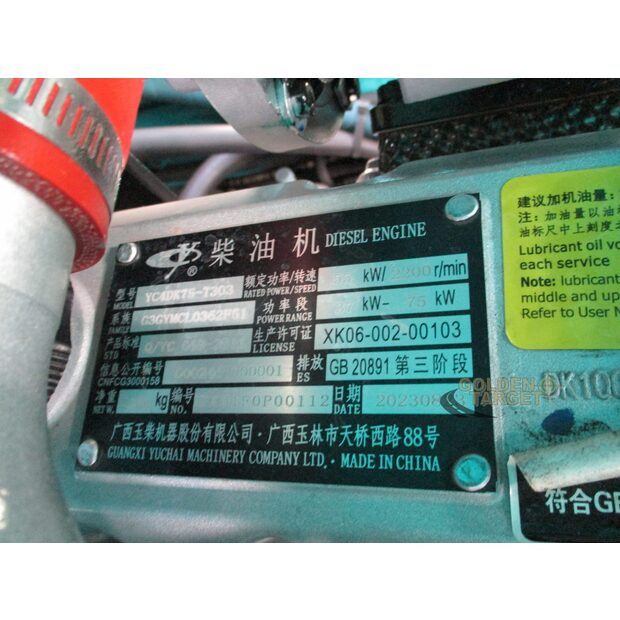 柴油机 DIESEL ENGINE
型号 MODEL YC4DK75-T303 额定功率/转速 RATED POWER/SPEED kW/ 2200 r/min
系族 FAMILY 功率段 kW— 75 kW
产品标准 STD Q/YC 生产许可证 LICENSE XK06-002-00103
信息公开编号 CNFCG3000158 排放 ES GB 20891 第三阶段
净重 NET.W. kg 编号 日期 DATE 202308
广西玉柴机器股份有限公司·广西玉林市天桥西路88号
GUANGXI YUCHAI MACHINERY COMPANY LTD.·MADE IN CHINA
建议加机油量:
注:加油量以油标
油标尺中上刻度
Lubricant oil vo
each service
Note: lubricant
middle and up
Refer to User M
GOLDEN
TARGET
DK100
符合GB